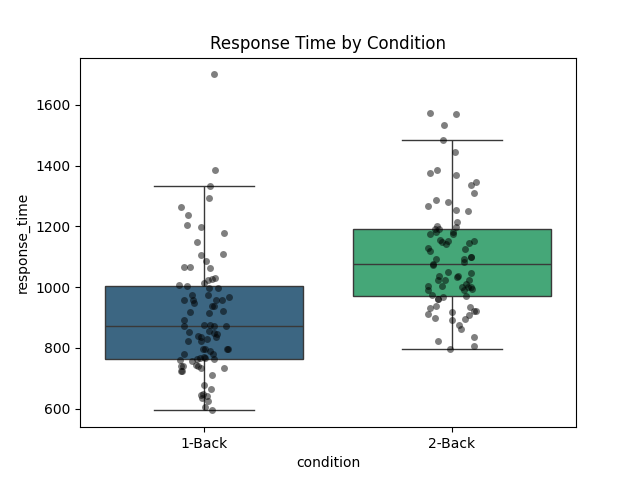 Response Time by Condition
response_time
1600
1400
1200
1000
800
600
1-Back
2-Back
condition